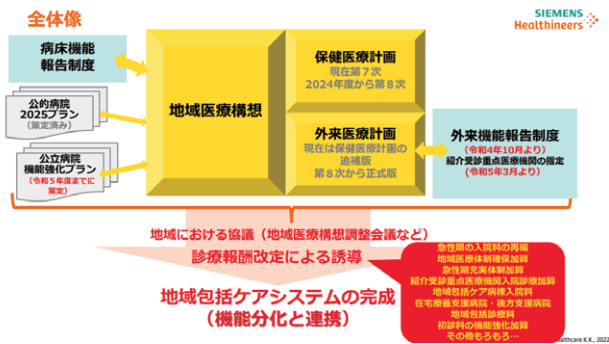 全体像
SIEMENS
Healthineers
病床機能
報告制度
公的病院
2025プラン
(策定済み)
公立病院
機能強化プラン
(令和５年度までに
策定)
地域医療構想
保健医療計画
現在第７次
2024年度から第８次
外来医療計画
現在は保健医療計画の
追補版
第８次から正式版
外来機能報告制度
(令和4年10月より)
紹介受診重点医療機関の指定
(令和5年3月より)
地域における協議（地域医療構想調整会議など）
診療報酬改定による誘導
地域包括ケアシステムの完成
（機能分化と連携）
急性期の入院料の再編
地域医療体制確保加算
急性期充実体制加算
紹介受診重点医療機関入院診療加算
地域包括ケア病棟入院料
在宅療養支援病院・後方支援病院
地域包括診療料
初診料の機能強化加算
その他もろもろ…
ealthcare K.K., 202